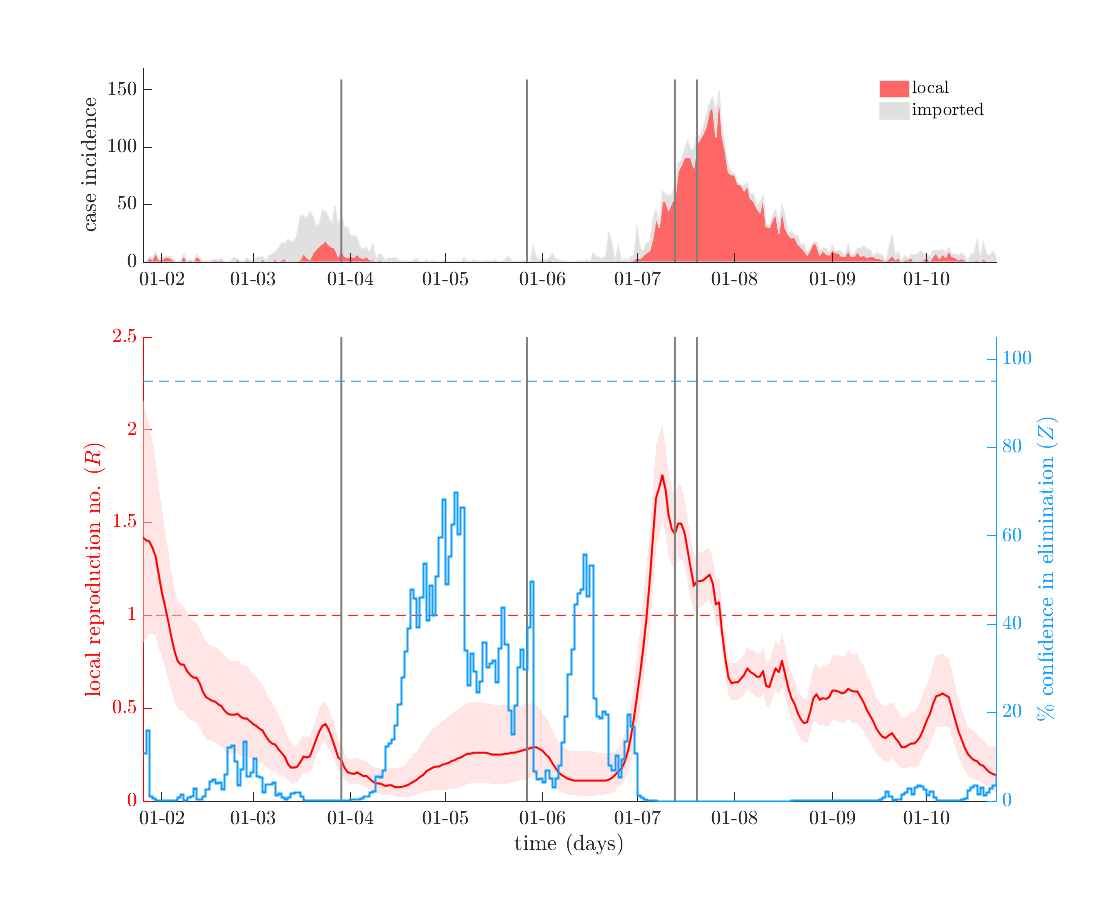 case incidence
150
100
50
0
local
imported
01-02 01-03 01-04 01-05 01-06 01-07 01-08 01-09 01-10
local reproduction no. (R)
2.5
2
1.5
1
0.5
0
100
80
60
40
20
0
% confidence in elimination (Z)
01-02 01-03 01-04 01-05 01-06 01-07 01-08 01-09 01-10
time (days)